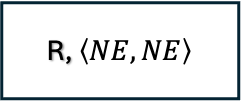 R, ⟨NE, NE⟩